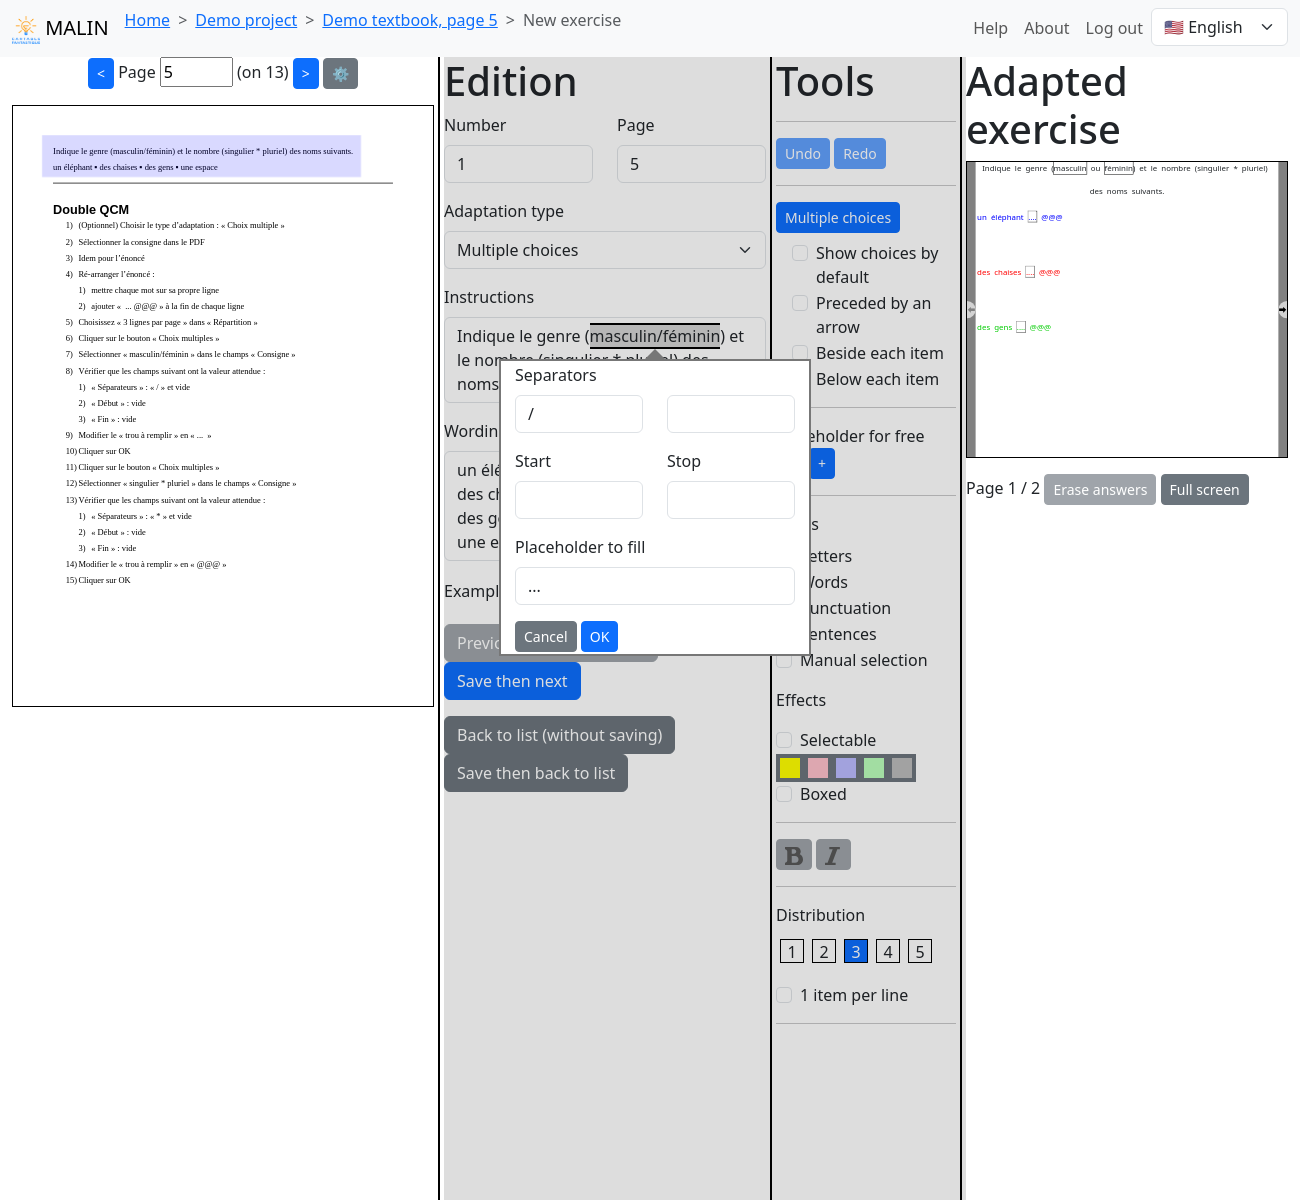 MALIN
Home > Demo project > Demo textbook, page 5 > New exercise
Help About Log out 🇺🇸 English
< Page 5 (on 13) > ⚙️
Indique le genre (masculin/féminin) et le nombre (singulier * pluriel) des noms suivants.
un éléphant • des chaises • des gens • une espace
Double QCM
1) (Optionnel) Choisir le type d’adaptation : « Choix multiple »
2) Sélectionner la consigne dans le PDF
3) Idem pour l’énoncé
4) Ré-arranger l’énoncé :
1) mettre chaque mot sur sa propre ligne
2) ajouter « ... @@@ » à la fin de chaque ligne
5) Choisissez « 3 lignes par page » dans « Répartition »
6) Cliquer sur le bouton « Choix multiples »
7) Sélectionner « masculin/féminin » dans le champs « Consigne »
8) Vérifier que les champs suivant ont la valeur attendue :
1) « Séparateurs » : « / » et vide
2) « Début » : vide
3) « Fin » : vide
9) Modifier le « trou à remplir » en « ... »
10) Cliquer sur OK
11) Cliquer sur le bouton « Choix multiples »
12) Sélectionner « singulier * pluriel » dans le champs « Consigne »
13) Vérifier que les champs suivant ont la valeur attendue :
1) « Séparateurs » : « * » et vide
2) « Début » : vide
3) « Fin » : vide
14) Modifier le « trou à remplir » en « @@@ »
15) Cliquer sur OK
Edition
Number Page
1 5
Adaptation type
Multiple choices
Instructions
Indique le genre (masculin/féminin) et
le nombre (singulier * pluriel) des
noms
Wordin
un élé
des ch
des ge
une e
Exampl
Previo
Save then next
Back to list (without saving)
Save then back to list
Separators
/
Start Stop
Placeholder to fill
...
Cancel OK
Tools
Undo Redo
Multiple choices
Show choices by
default
Preceded by an
arrow
Beside each item
Below each item
eholder for free
+
s
etters
Words
unctuation
entences
Manual selection
Effects
Selectable
Boxed
B I
Distribution
1 2 3 4 5
1 item per line
Adapted
exercise
Indique le genre (masculin ou féminin) et le nombre (singulier * pluriel)
des noms suivants.
un éléphant ... @@@
des chaises ... @@@
des gens ... @@@
Page 1 / 2 Erase answers Full screen